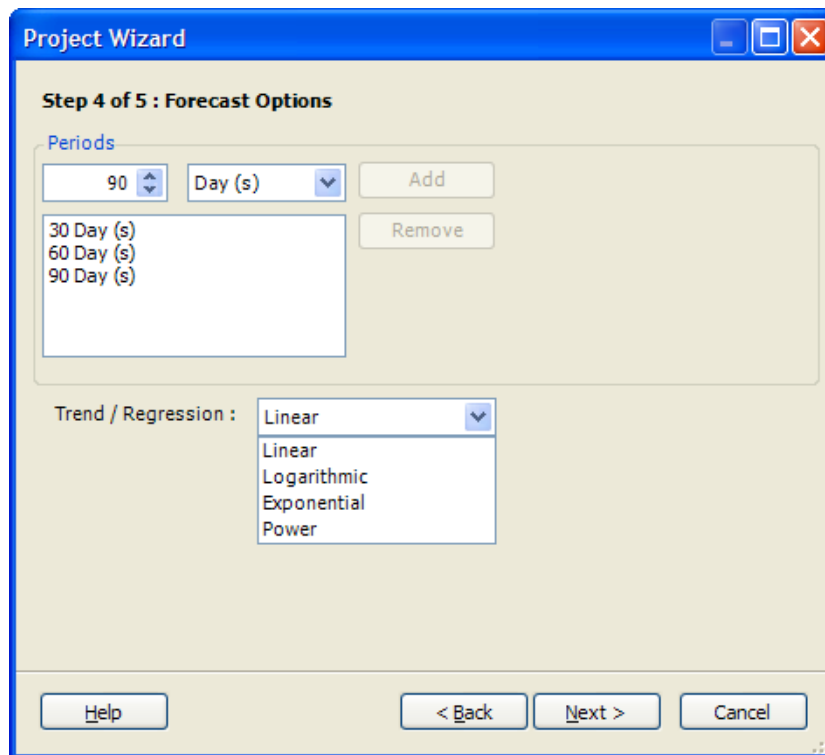 Project Wizard
Step 4 of 5 : Forecast Options
Periods
90 Day (s) Add
30 Day (s) Remove
60 Day (s)
90 Day (s)
Trend / Regression : Linear
Linear
Logarithmic
Exponential
Power
Help < Back Next > Cancel